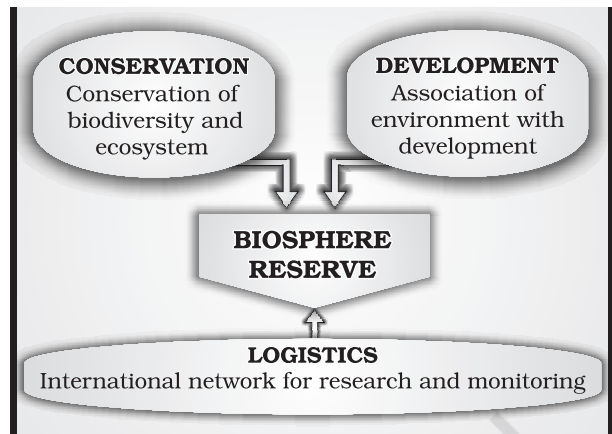 CONSERVATION
Conservation of
biodiversity and
ecosystem
DEVELOPMENT
Association of
environment with
development
BIOSPHERE
RESERVE
LOGISTICS
International network for research and monitoring